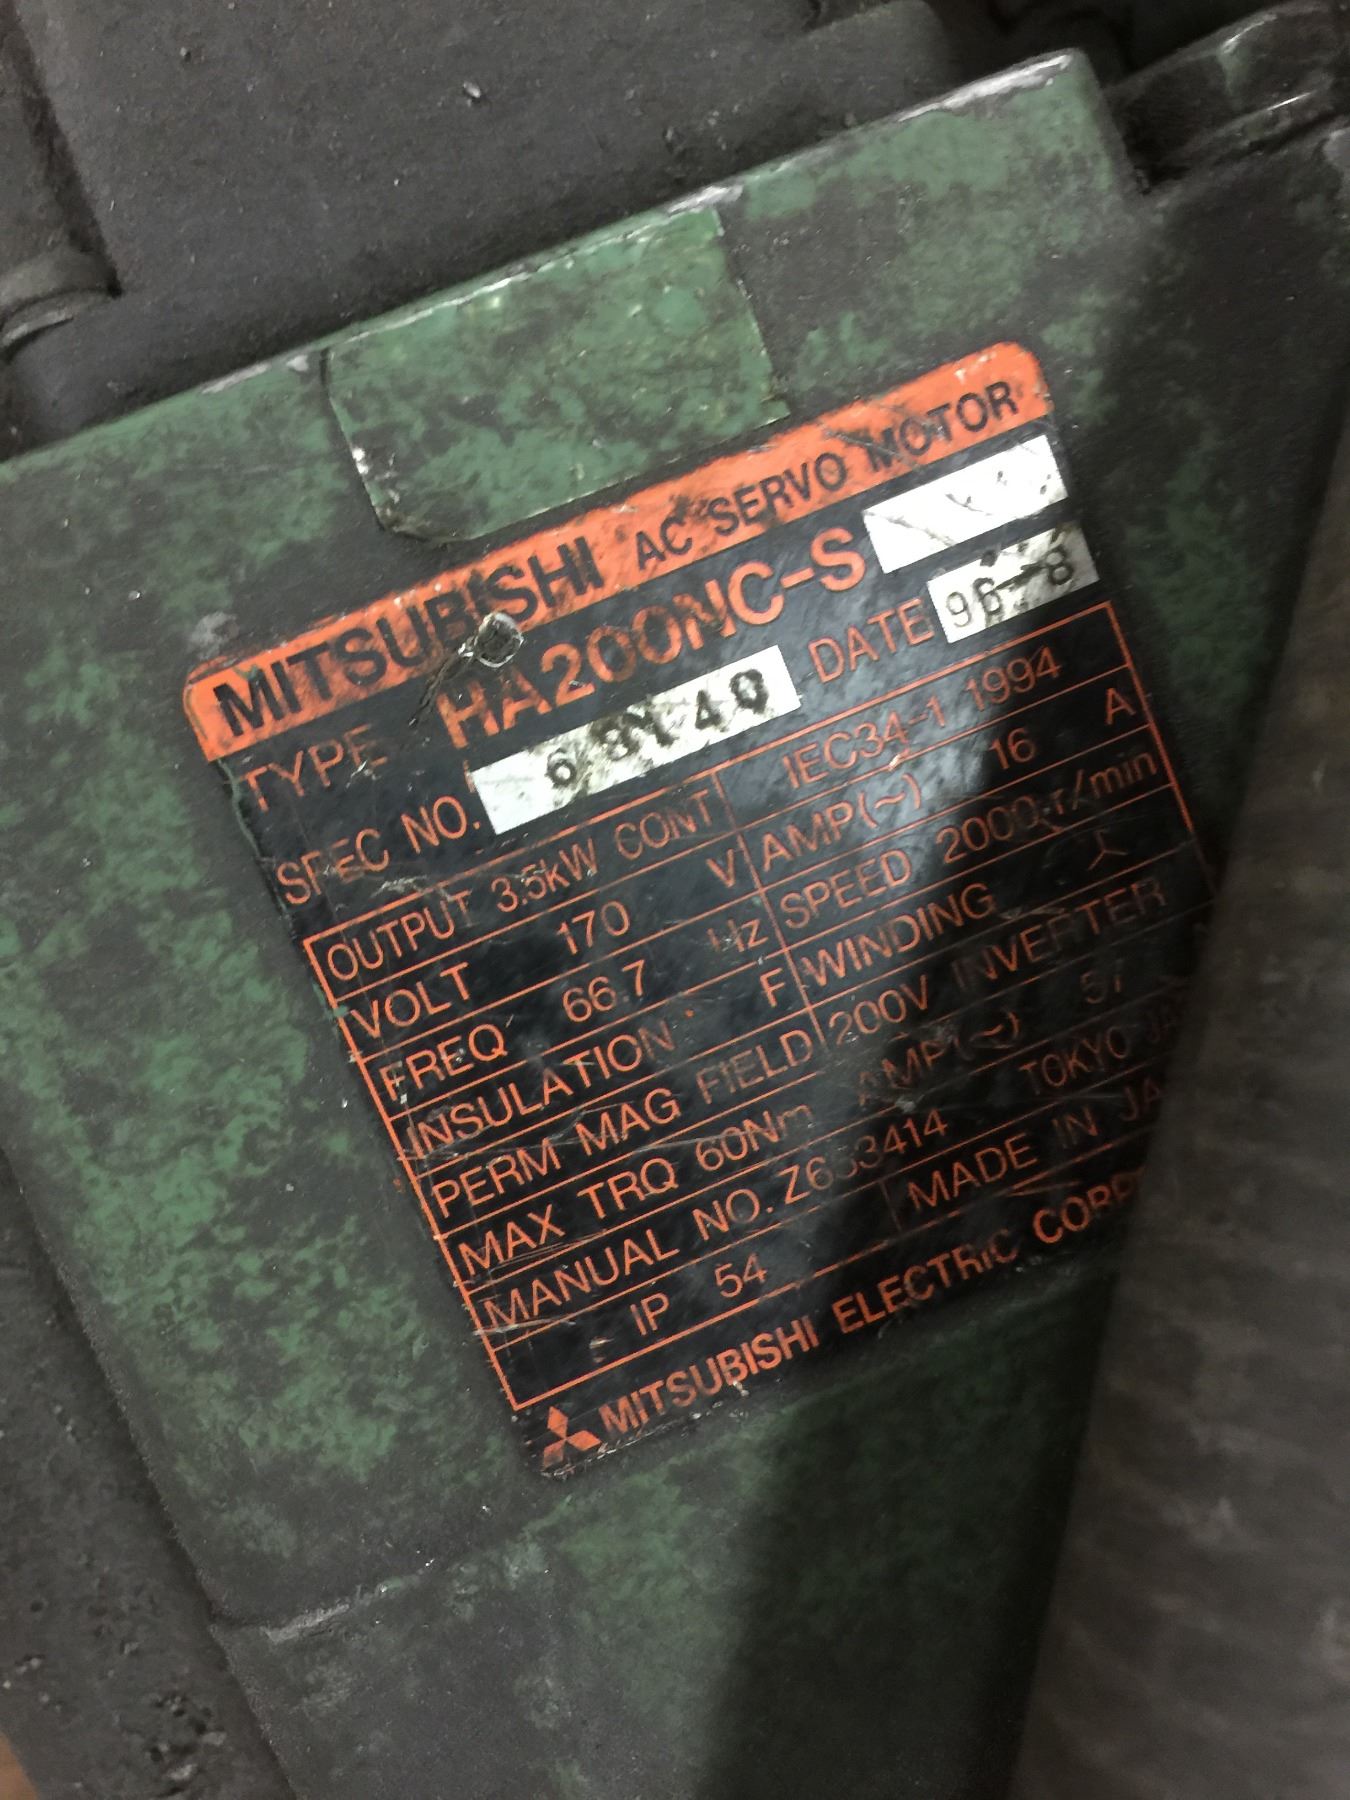 MITSUBISHI AC SERVO MOTOR
TYPE HA200NC-S
SPEC NO. DATE 96-8
IEC34-1 1994
OUTPUT 3.5kW CONT AMP(~) 16 A
VOLT 170 V SPEED 2000 r/min
FREQ 66.7 Hz WINDING
INSULATION F 200V INVERTER
PERM MAG FIELD AMP(~)
MAX TRQ 60Nm TOKYO
MANUAL NO. MADE IN
IP 54
MITSUBISHI ELECTRIC